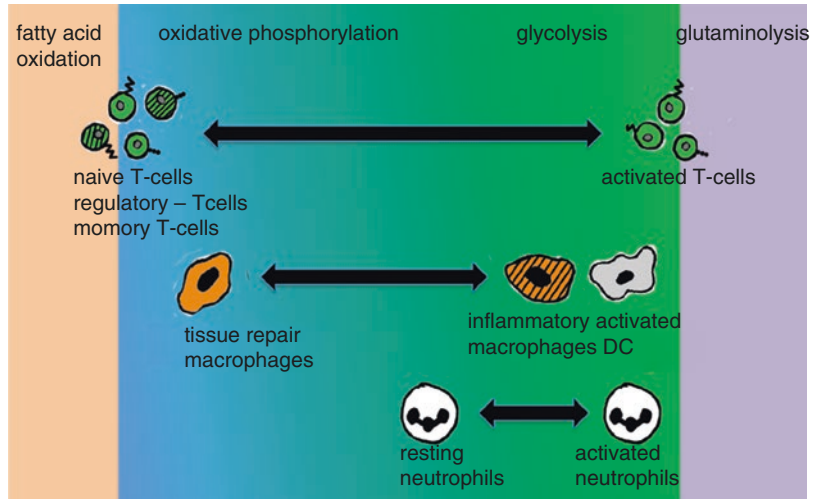 fatty acid
oxidation
oxidative phosphorylation
glycolysis
glutaminolysis
naive T-cells
regulatory – Tcells
momory T-cells
activated T-cells
tissue repair
macrophages
inflammatory activated
macrophages DC
resting
neutrophils
activated
neutrophils